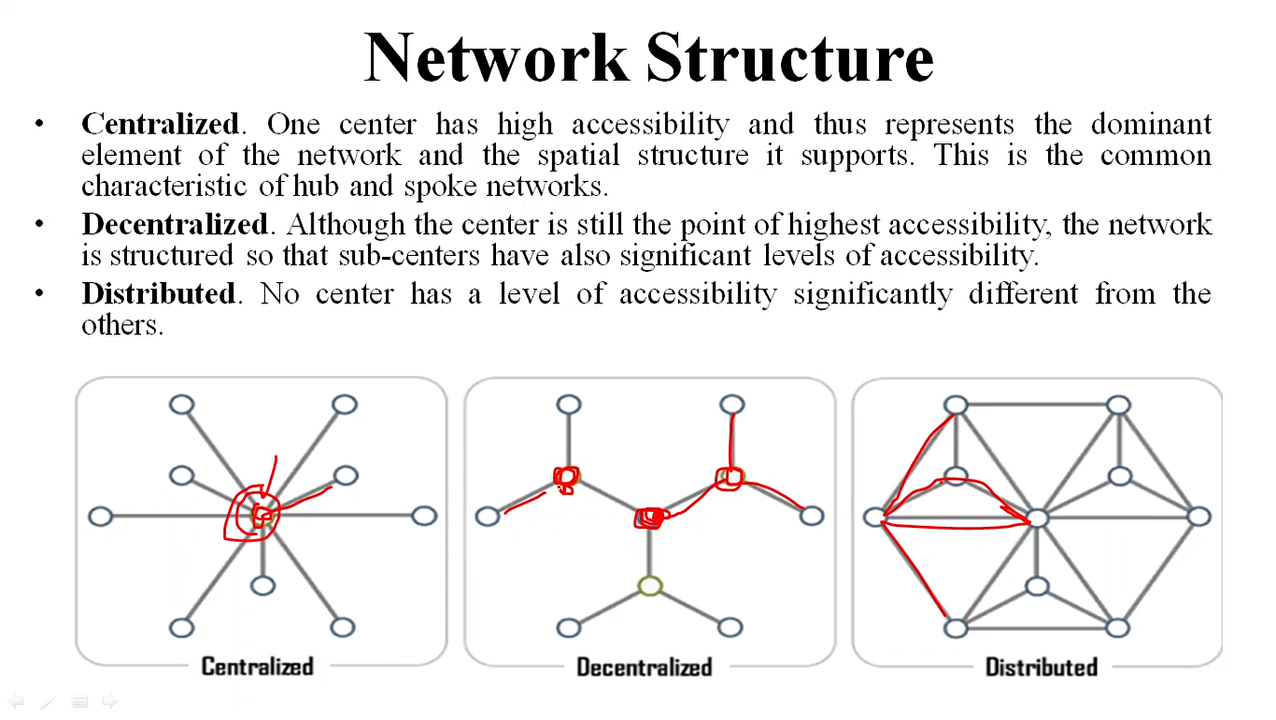 Network Structure
• Centralized. One center has high accessibility and thus represents the dominant
element of the network and the spatial structure it supports. This is the common
characteristic of hub and spoke networks.
• Decentralized. Although the center is still the point of highest accessibility, the network
is structured so that sub-centers have also significant levels of accessibility.
• Distributed. No center has a level of accessibility significantly different from the
others.
Centralized
Decentralized
Distributed